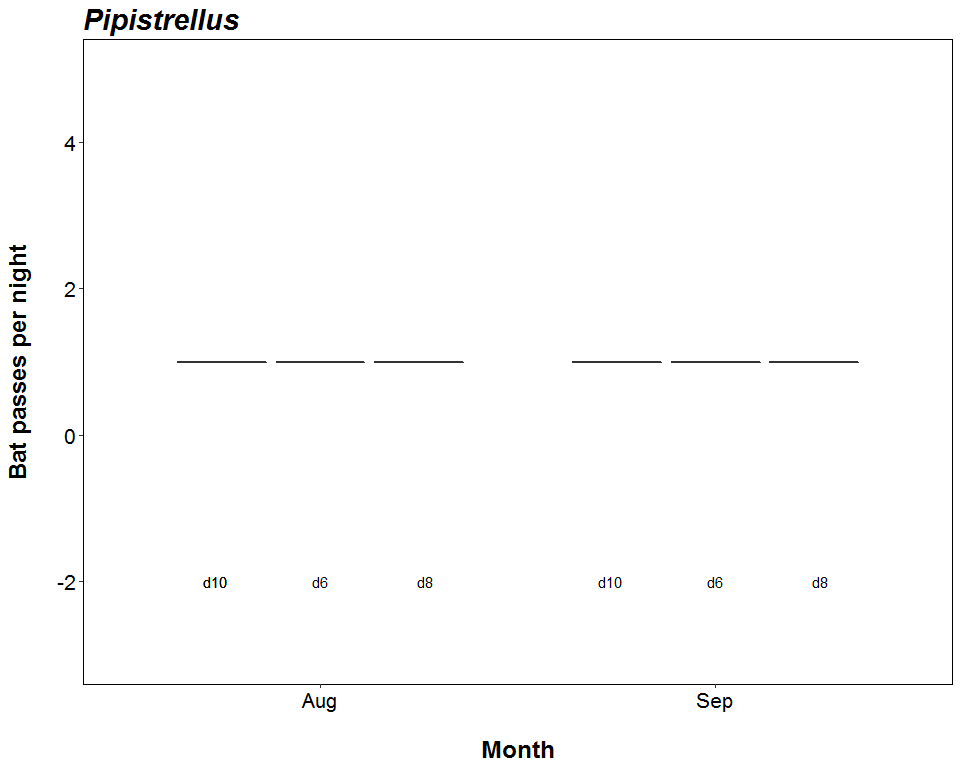 Pipistrellus
Bat passes per night
4
2
0
-2
d10 d6 d8 d10 d6 d8
Aug Sep
Month